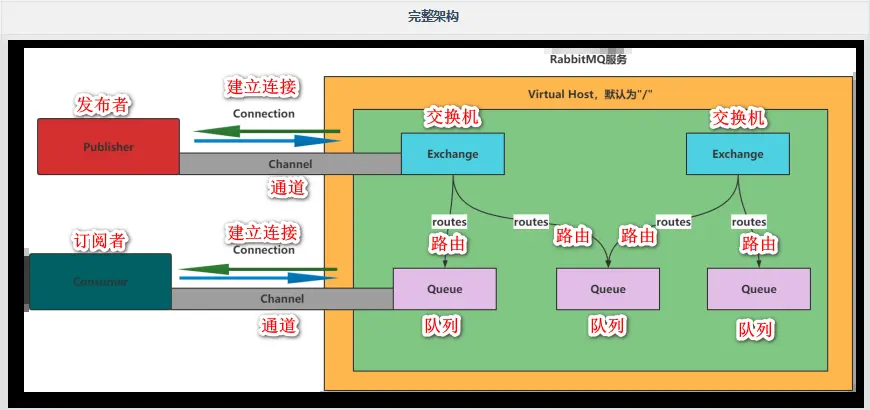 完整架构
RabbitMQ服务
建立连接
Virtual Host，默认为"/"
发布者
Connection
交换机
交换机
Publisher
Exchange
Exchange
Channel
通道
routes
routes
routes
routes
订阅者
建立连接
路由
路由
路由
路由
Connection
Consumer
Queue
Queue
Queue
Channel
通道
队列
队列
队列